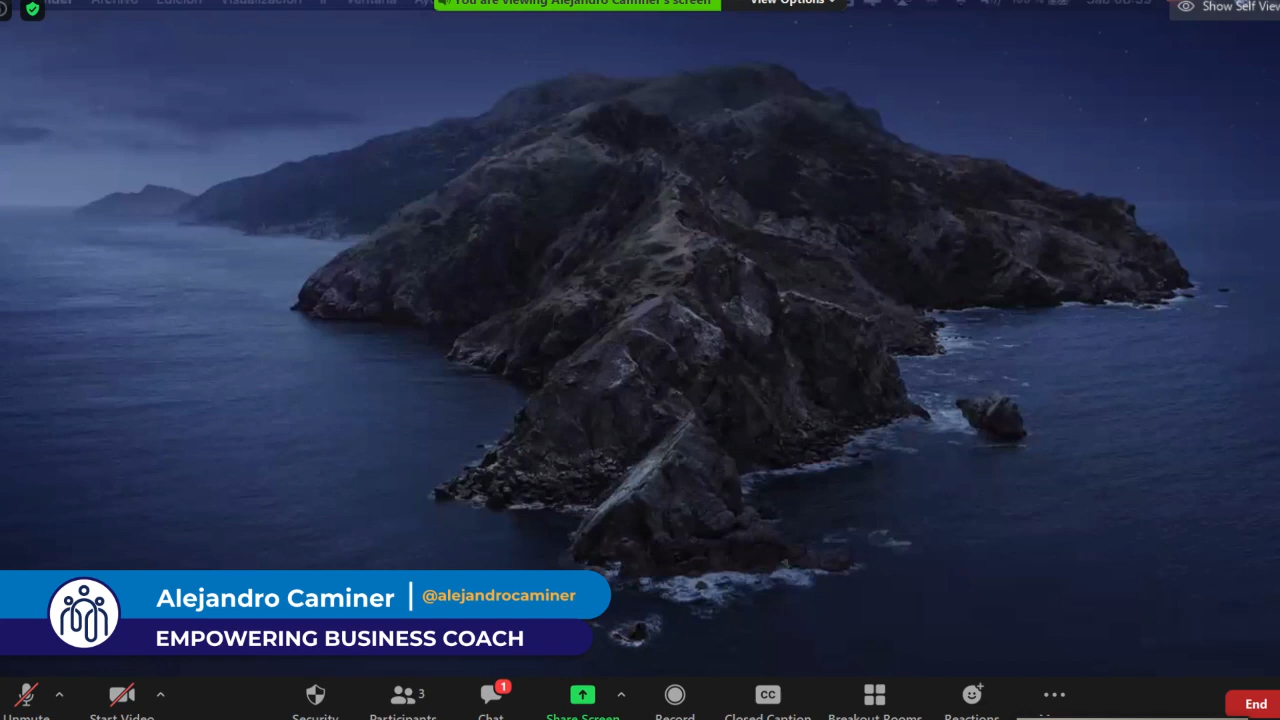 Archivo Edición Visualización Ir Ventana
You are viewing Alejandro Caminer's screen
View Options
100 %
Show Self View
Alejandro Caminer | @alejandrocaminer
EMPOWERING BUSINESS COACH
3
1
CC
Unmute Start Video Security Participants Chat Share Screen Record Closed Caption Breakout Rooms Reactions
End